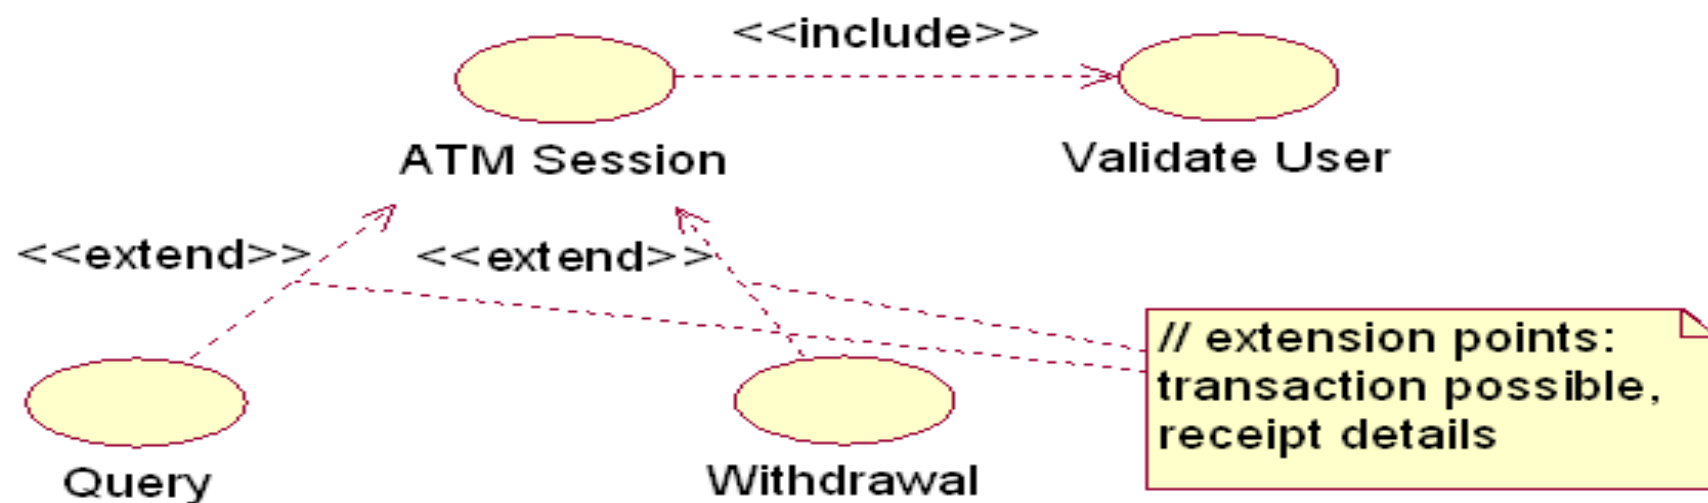 <<include>>
ATM Session
Validate User
<<extend>>
<<extend>>
// extension points:
transaction possible,
receipt details
Query
Withdrawal